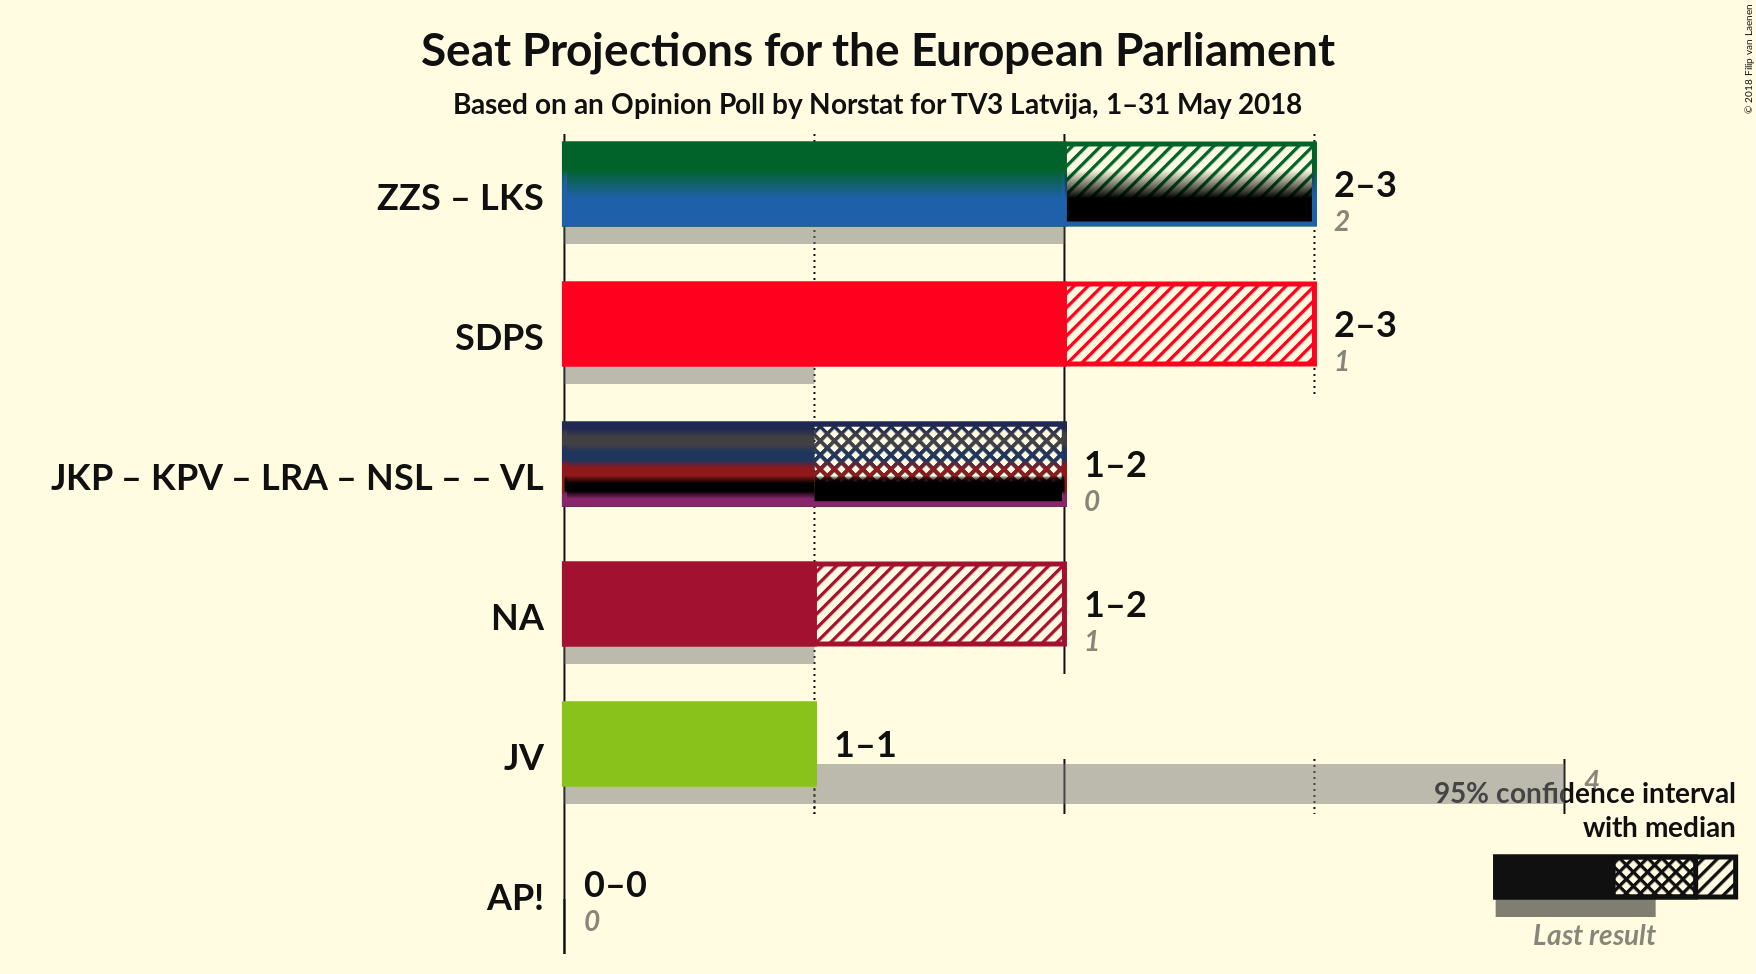 Seat Projections for the European Parliament
Based on an Opinion Poll by Norstat for TV3 Latvija, 1–31 May 2018
© 2018 Filip van Laenen
ZZS – LKS
2–3
2
SDPS
2–3
1
JKP – KPV – LRA – NSL – – VL
1–2
0
NA
1–2
1
JV
1–1
4
AP!
0–0
0
95% confidence interval
with median
Last result